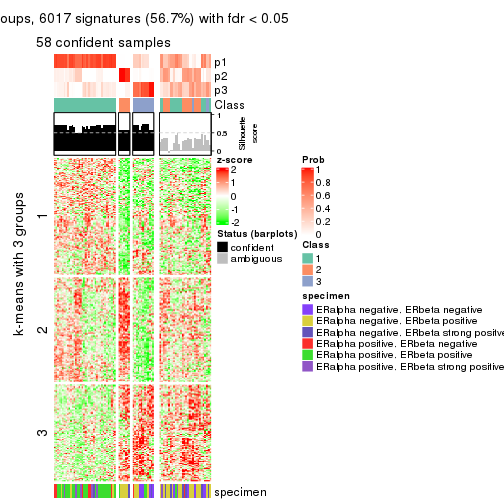 oups, 6017 signatures (56.7%) with fdr < 0.05
58 confident samples
p1
p2
p3
Class
1
0.5
0
Silhouette
score
k-means with 3 groups
1
2
3
z-score
2
1
0
-1
-2
Status (barplots)
confident
ambiguous
Prob
1
0.8
0.6
0.4
0.2
0
Class
1
2
3
specimen
ERalpha negative. ERbeta negative
ERalpha negative. ERbeta positive
ERalpha negative. ERbeta strong positive
ERalpha positive. ERbeta negative
ERalpha positive. ERbeta positive
ERalpha positive. ERbeta strong positive
specimen